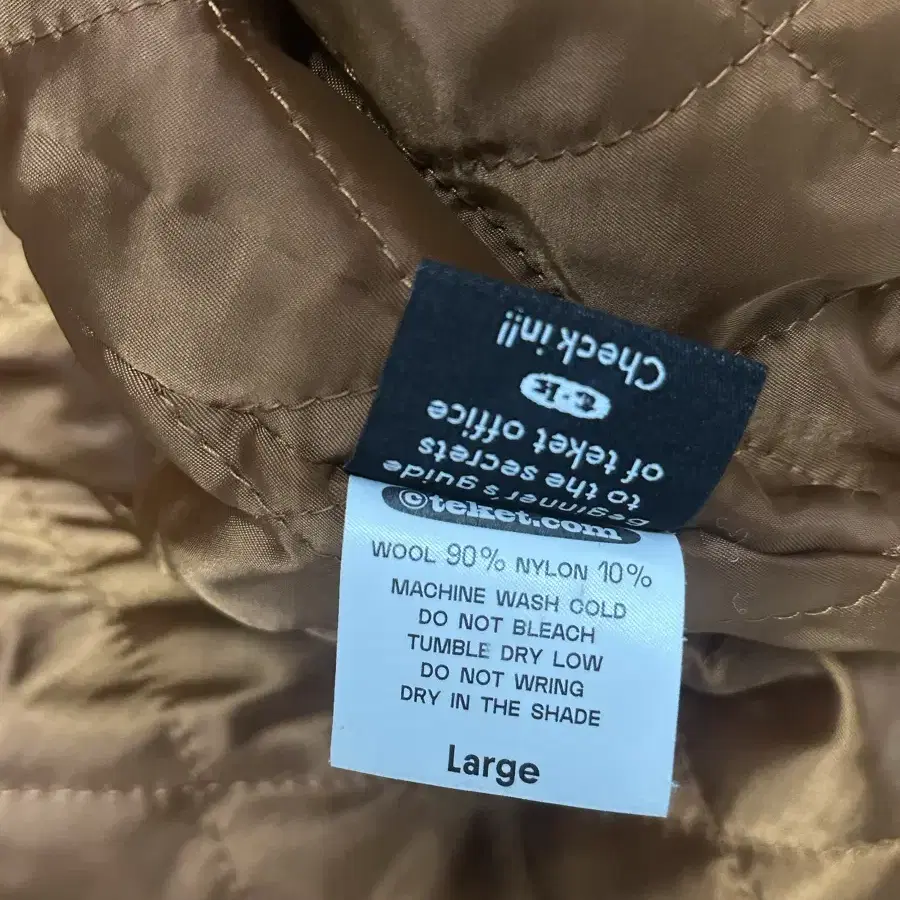 Check in!!
of teket office
to the secrets
beginner's guide
©teket.com
WOOL 90% NYLON 10%
MACHINE WASH COLD
DO NOT BLEACH
TUMBLE DRY LOW
DO NOT WRING
DRY IN THE SHADE
Large